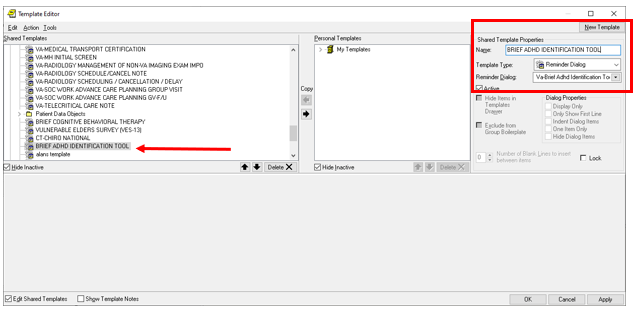 Template Editor
Edit Action Tools
New Template
Shared Templates
VA-MEDICAL TRANSPORT CERTIFICATION
VA-MH INITIAL SCREEN
VA-RADIOLOGY MANAGEMENT OF NON-VA IMAGING EXAM IMPO
VA-RADIOLOGY SCHEDULE/CANCEL NOTE
VA-RADIOLOGY SCHEDULING / CANCELLATION / DELAY
VA-SOC WORK ADVANCE CARE PLANNING GROUP VISIT
VA-SOC WORK ADVANCE CARE PLANNING GV-F/U
VA-TELECRITICAL CARE NOTE
Patient Data Objects
BRIEF COGNITIVE BEHAVIORAL THERAPY
VULNERABLE ELDERS SURVEY (VES-13)
CT-CHIRO NATIONAL
BRIEF ADHD IDENTIFICATION TOOL
alans template
Hide Inactive
Delete
Copy
Personal Templates
My Templates
Hide Inactive
Delete
Shared Template Properties
Name: BRIEF ADHD IDENTIFICATION TOOL
Template Type: Reminder Dialog
Reminder Dialog: Va-Brief Adhd Identification Too
Active
Hide Items in
Templates
Drawer
Exclude from
Group Boilerplate
Dialog Properties
Display Only
Only Show First Line
Indent Dialog Items
One Item Only
Hide Dialog Items
0 Number of Blank Lines to insert
between items
Lock
Edit Shared Templates Show Template Notes
OK Cancel Apply